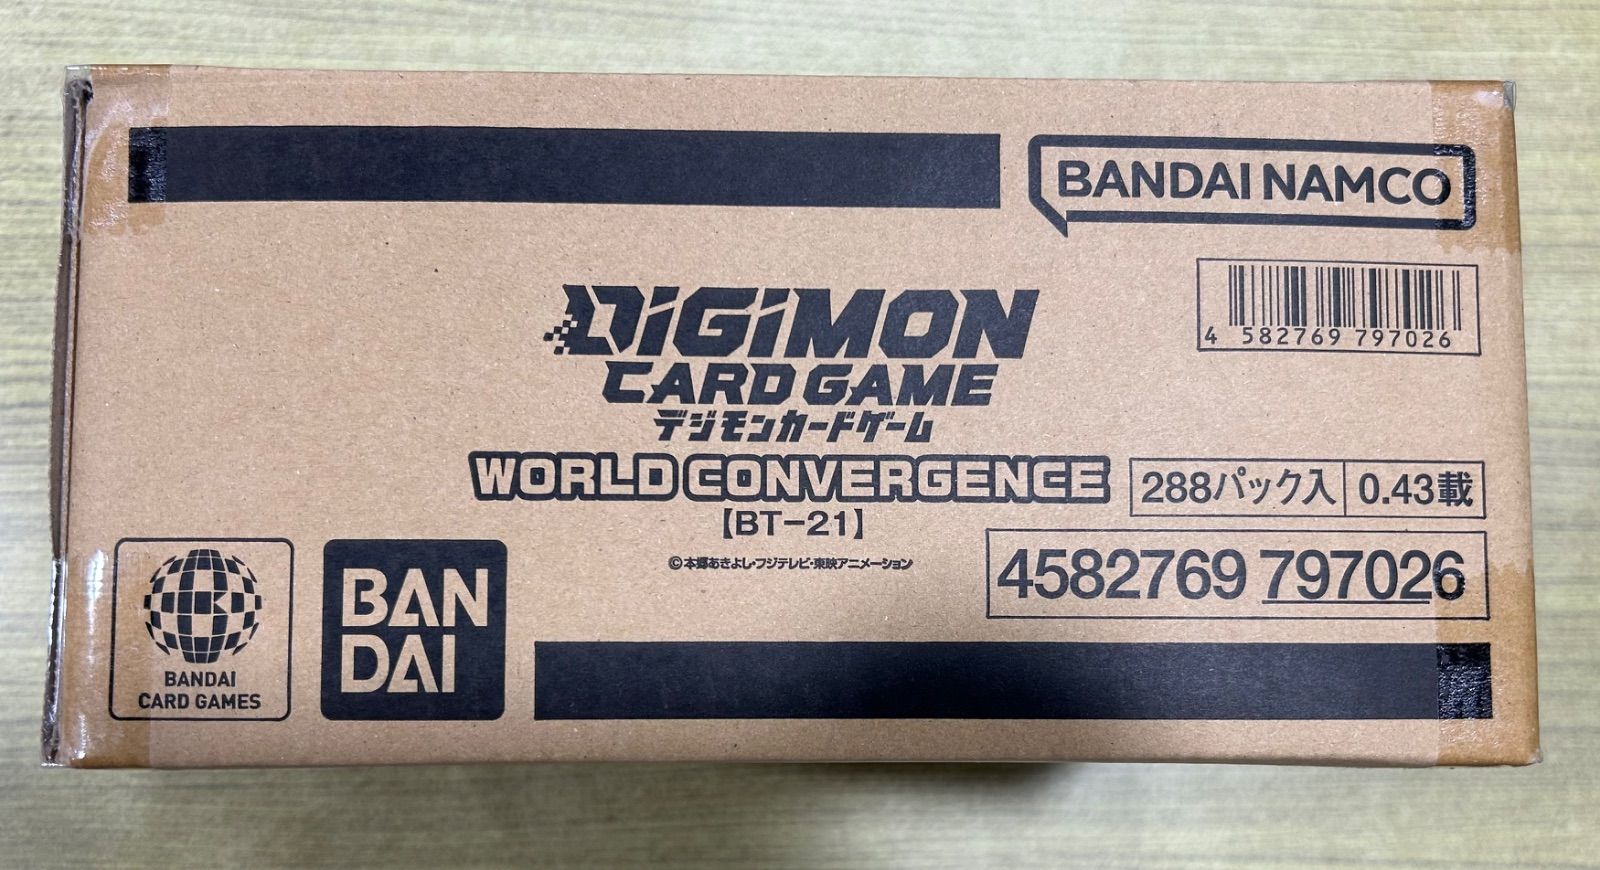 BANDAI NAMCO
4 582769 797026
DIGIMON
CARD GAME
デジモンカードゲーム
WORLD CONVERGENCE
288パック入 0.43載
【BT-21】
©本郷あきよし・フジテレビ・東映アニメーション
4582769 797026
BANDAI
CARD GAMES
BAN
DAI